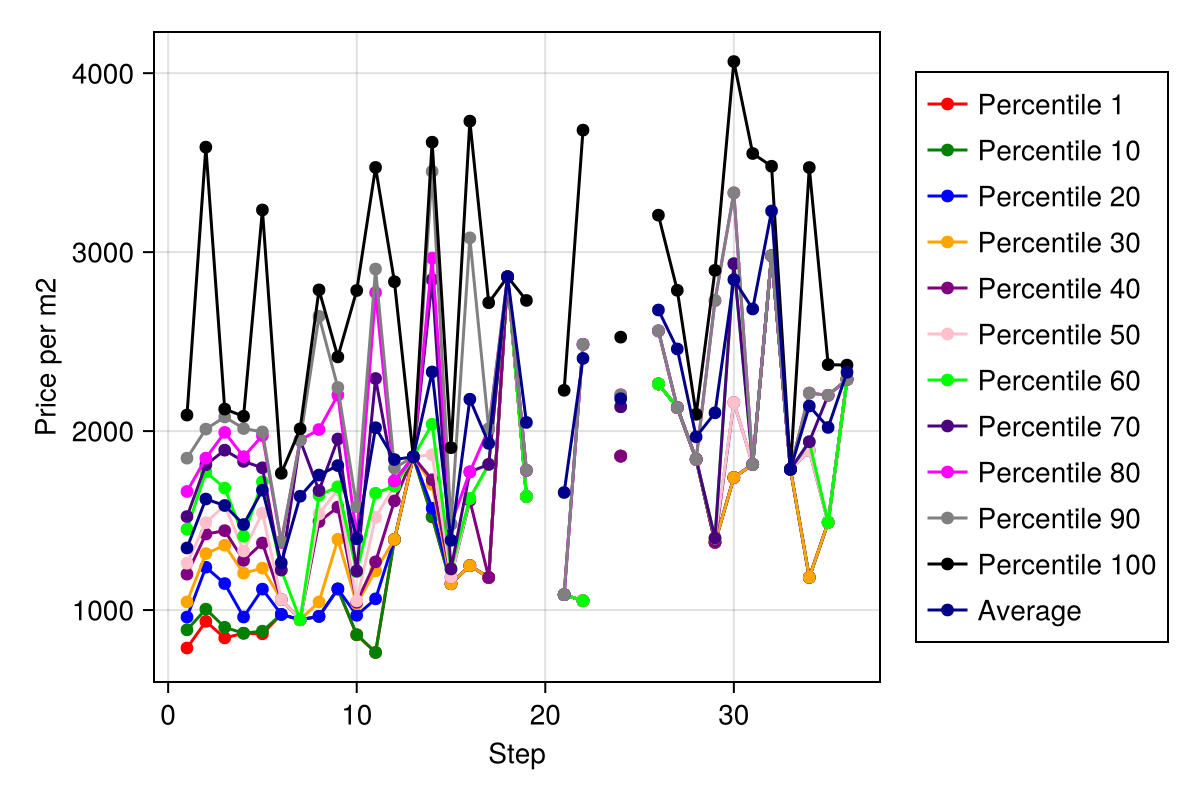 4000
3000
2000
1000
Price per m2
0
10
20
30
Step
Percentile 1
Percentile 10
Percentile 20
Percentile 30
Percentile 40
Percentile 50
Percentile 60
Percentile 70
Percentile 80
Percentile 90
Percentile 100
Average